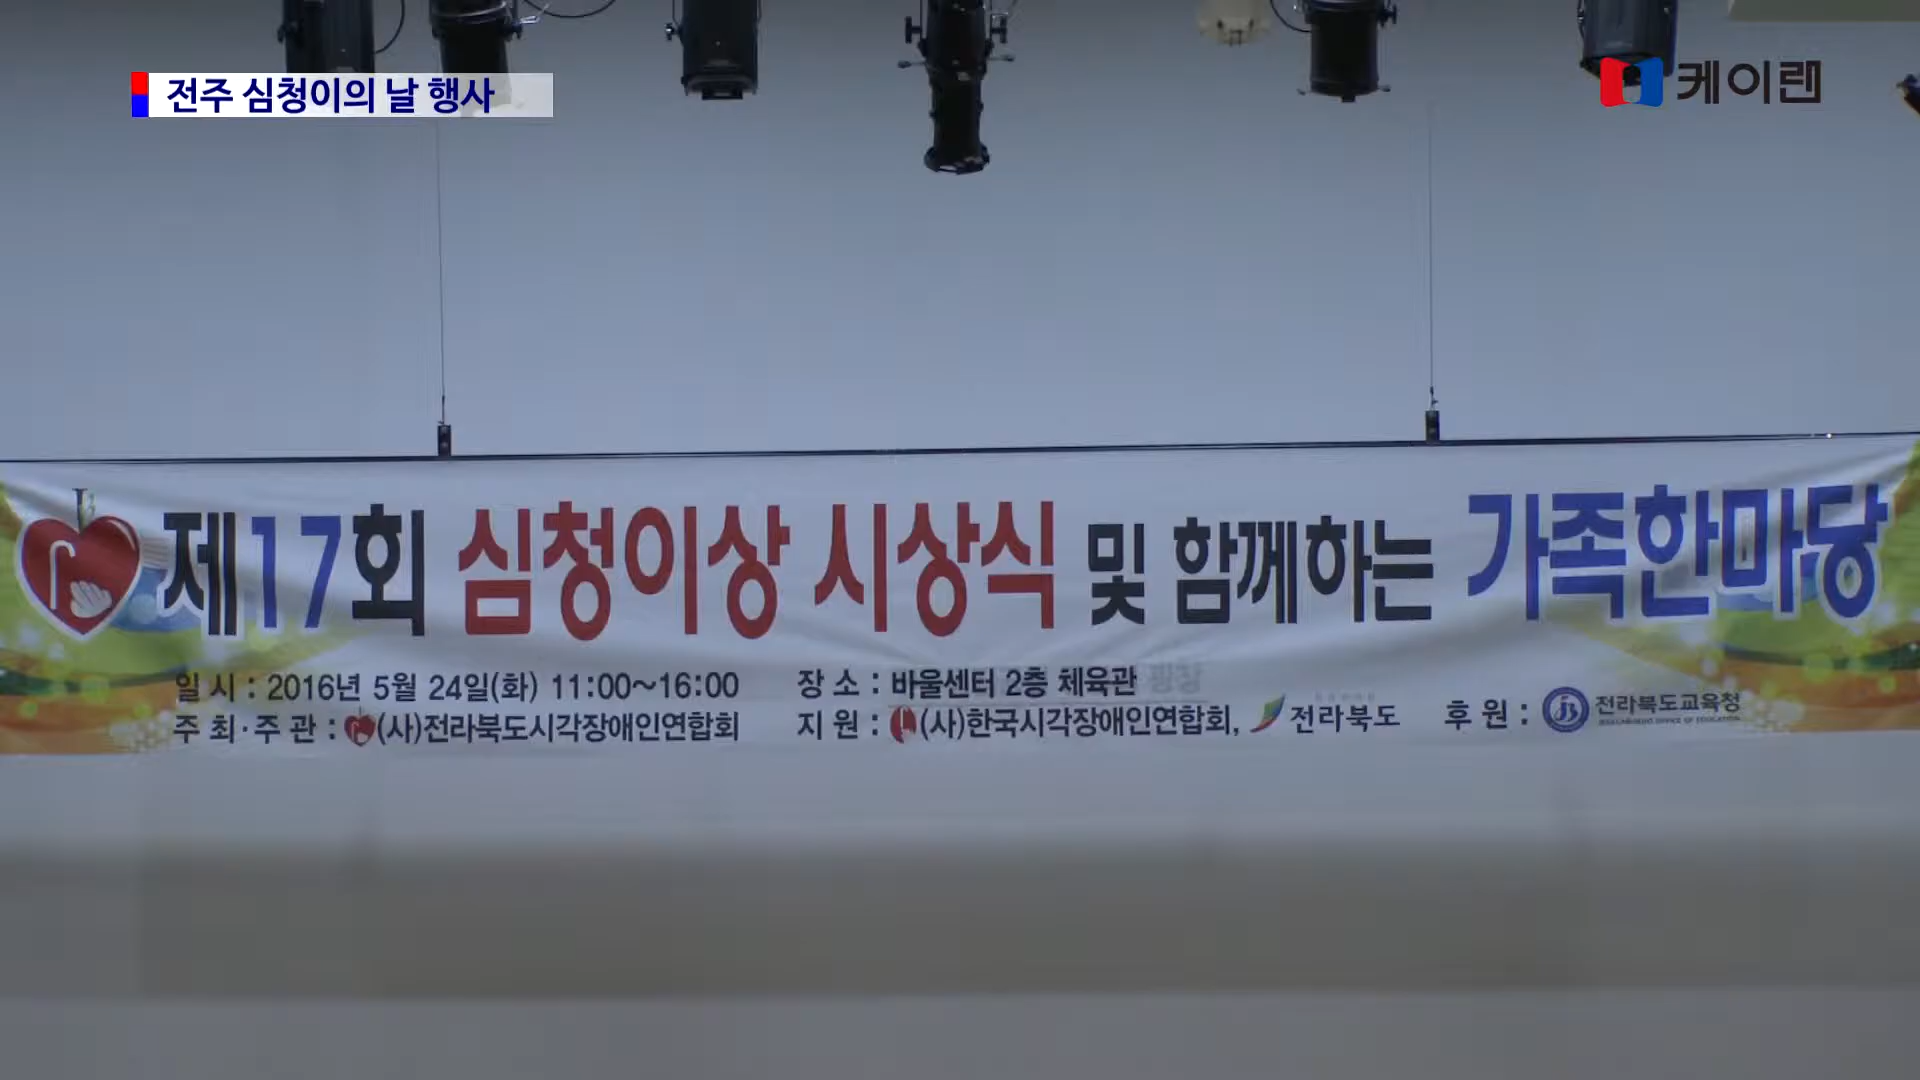 전주 심청이의 날 행사
케이랜
제17회 심청이상 시상식 및 함께하는 가족한마당
일 시 : 2016년 5월 24일(화) 11:00~16:00
장 소 : 바울센터 2층 체육관
주 최·주 관 : (사)전라북도시각장애인연합회
지 원 : (사)한국시각장애인연합회, 전라북도
후 원 : 전라북도교육청